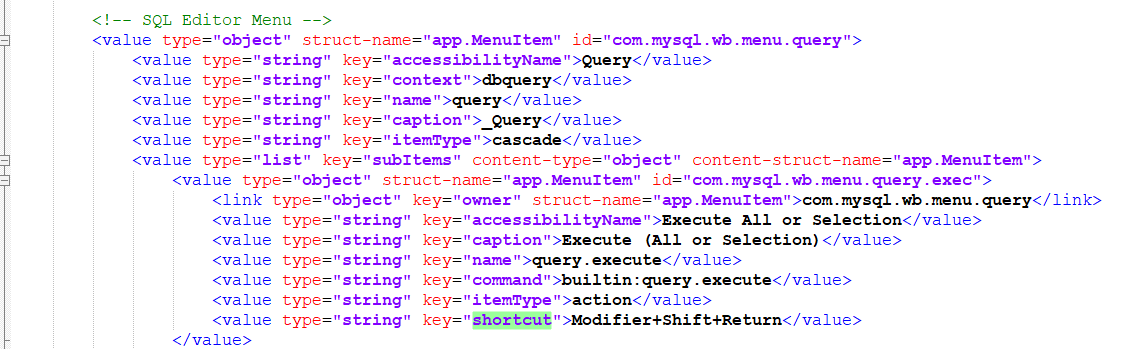 <!-- SQL Editor Menu -->
<value type="object" struct-name="app.MenuItem" id="com.mysql.wb.menu.query">
<value type="string" key="accessibilityName">Query</value>
<value type="string" key="context">dbquery</value>
<value type="string" key="name">query</value>
<value type="string" key="caption">_Query</value>
<value type="string" key="itemType">cascade</value>
<value type="list" key="subItems" content-type="object" content-struct-name="app.MenuItem">
<value type="object" struct-name="app.MenuItem" id="com.mysql.wb.menu.query.exec">
<link type="object" key="owner" struct-name="app.MenuItem">com.mysql.wb.menu.query</link>
<value type="string" key="accessibilityName">Execute All or Selection</value>
<value type="string" key="caption">Execute (All or Selection)</value>
<value type="string" key="name">query.execute</value>
<value type="string" key="command">builtin:query.execute</value>
<value type="string" key="itemType">action</value>
<value type="string" key="shortcut">Modifier+Shift+Return</value>
</value>